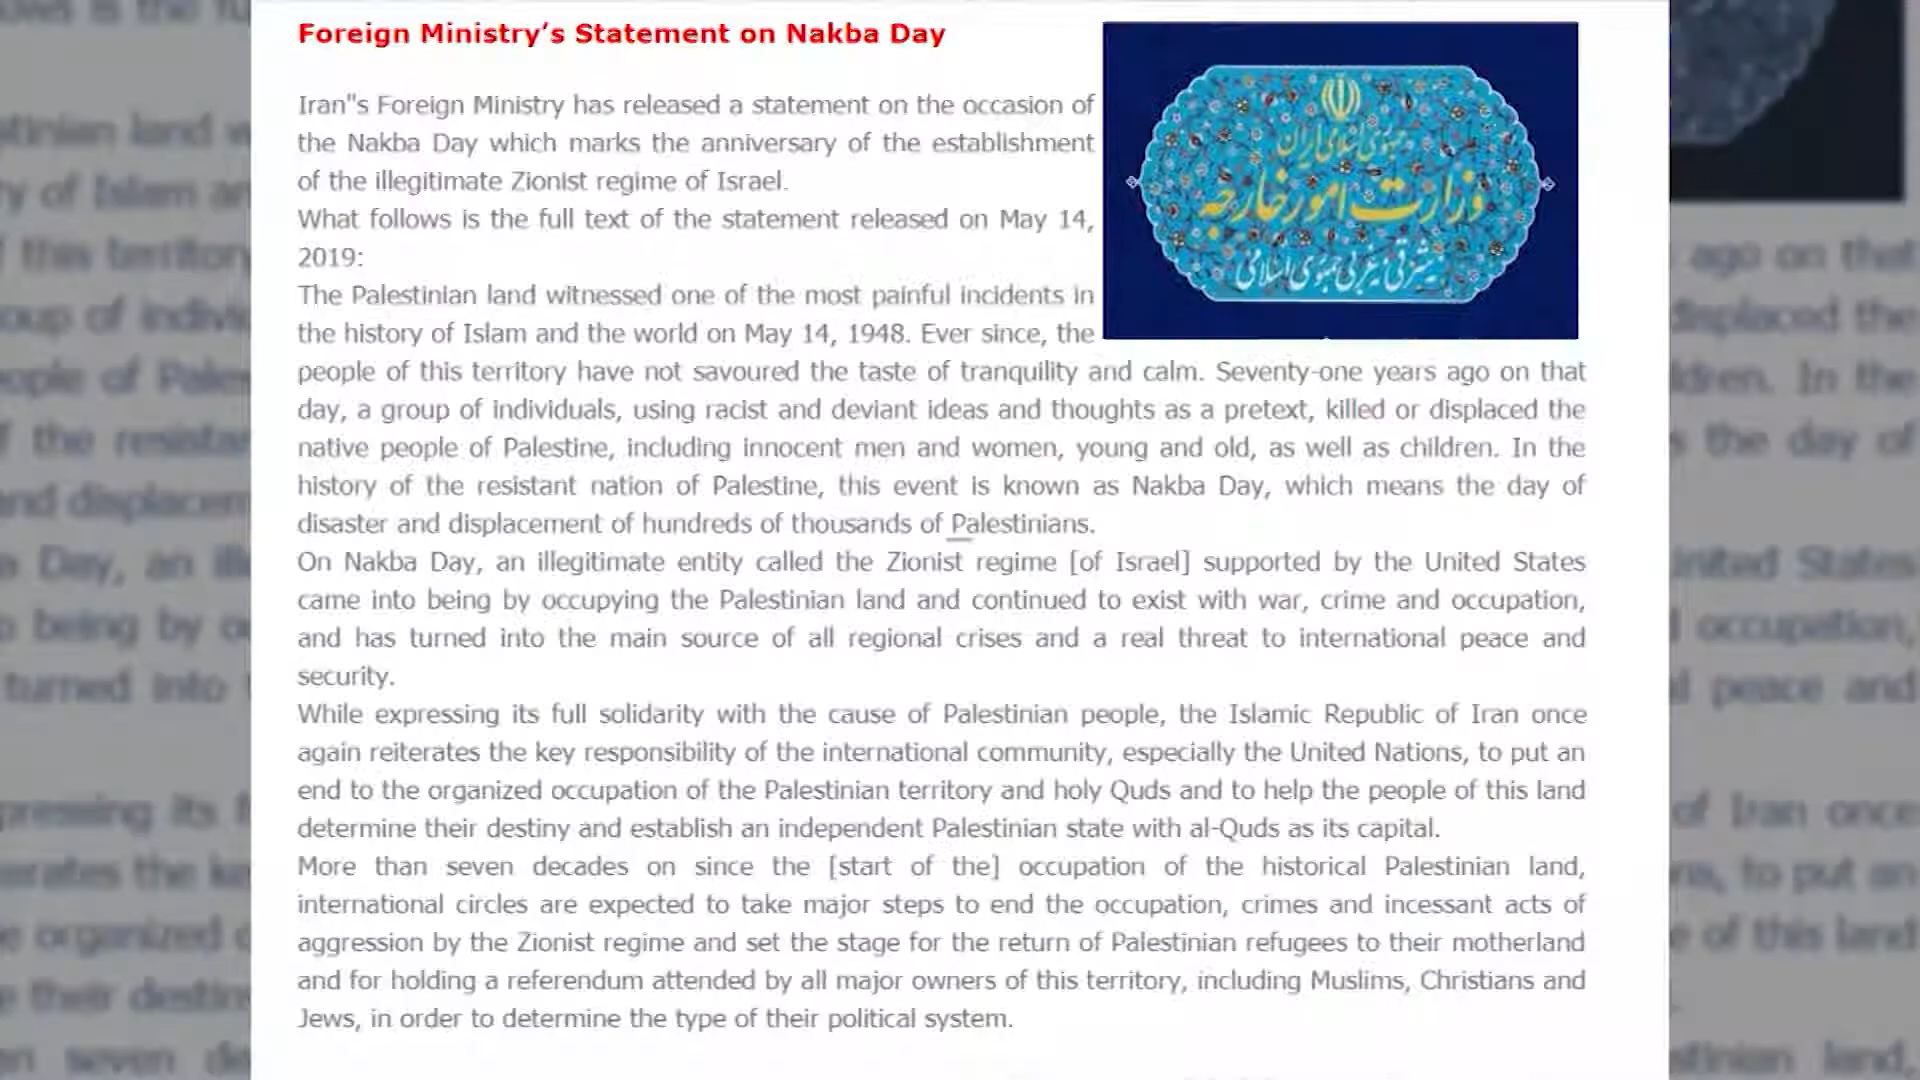 Foreign Ministry’s Statement on Nakba Day
جمهوری اسلامی ایران
وزارت امور خارجه
نه شرقی نه غربی جمهوری اسلامی
Iran"s Foreign Ministry has released a statement on the occasion of
the Nakba Day which marks the anniversary of the establishment
of the illegitimate Zionist regime of Israel.
What follows is the full text of the statement released on May 14,
2019:
The Palestinian land witnessed one of the most painful incidents in
the history of Islam and the world on May 14, 1948. Ever since, the
people of this territory have not savoured the taste of tranquility and calm. Seventy-one years ago on that
day, a group of individuals, using racist and deviant ideas and thoughts as a pretext, killed or displaced the
native people of Palestine, including innocent men and women, young and old, as well as children. In the
history of the resistant nation of Palestine, this event is known as Nakba Day, which means the day of
disaster and displacement of hundreds of thousands of Palestinians.
On Nakba Day, an illegitimate entity called the Zionist regime [of Israel] supported by the United States
came into being by occupying the Palestinian land and continued to exist with war, crime and occupation,
and has turned into the main source of all regional crises and a real threat to international peace and
security.
While expressing its full solidarity with the cause of Palestinian people, the Islamic Republic of Iran once
again reiterates the key responsibility of the international community, especially the United Nations, to put an
end to the organized occupation of the Palestinian territory and holy Quds and to help the people of this land
determine their destiny and establish an independent Palestinian state with al-Quds as its capital.
More than seven decades on since the [start of the] occupation of the historical Palestinian land,
international circles are expected to take major steps to end the occupation, crimes and incessant acts of
aggression by the Zionist regime and set the stage for the return of Palestinian refugees to their motherland
and for holding a referendum attended by all major owners of this territory, including Muslims, Christians and
Jews, in order to determine the type of their political system.